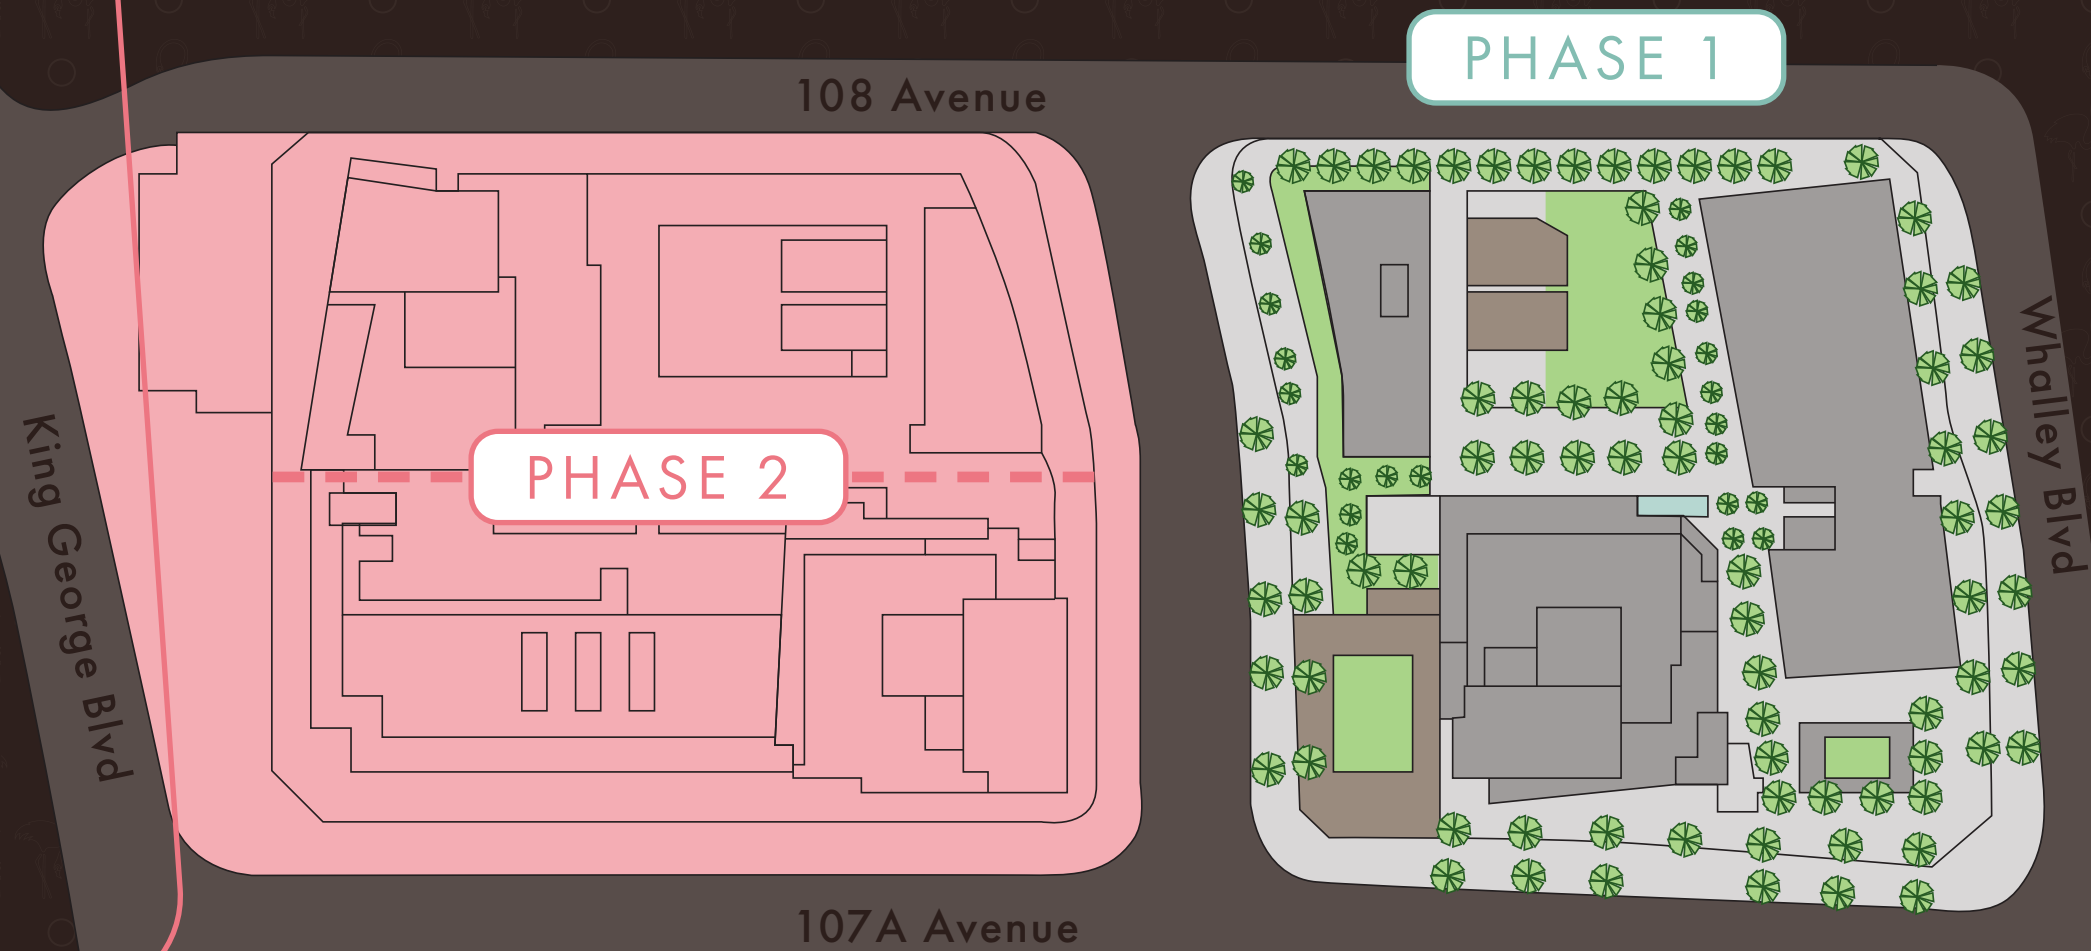 PHASE 1
108 Avenue
Whalley Blvd
King George Blvd
PHASE 2
107A Avenue